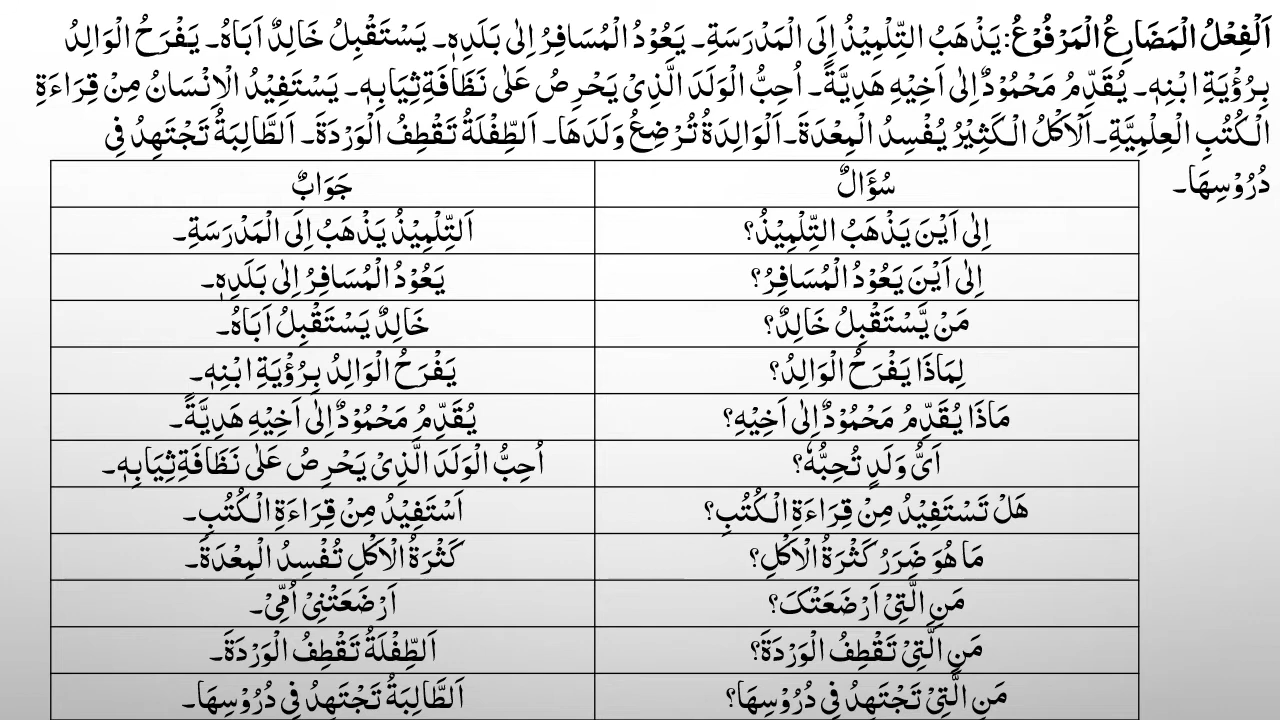 اَلْفِعْلُ الْمَضَارِعُ الْمَرْفُوْعُ: يَذْهَبُ التِّلْمِيْذُ إِلَى الْمَدْرَسَةِ۔ يَعُوْدُ الْمُسَافِرُ اِلٰى بَلَدِهٖ۔ يَسْتَقْبِلُ خَالِدٌ اَبَاهُ۔ يَفْرَحُ الْوَالِدُ
بِرُؤْيَةِ ابْنِهٖ۔ يُقَدِّمُ مَحْمُوْدٌ اِلٰى اَخِيْهِ هَدِيَّةً۔ اُحِبُّ الْوَلَدَ الَّذِىْ يَحْرِصُ عَلٰى نَظَافَةِ ثِيَابِهٖ۔ يَسْتَفِيْدُ الْاِنْسَانُ مِنْ قِرَاءَةِ
الْكُتُبِ الْعِلْمِيَّةِ۔ اَلْاَكْلُ الْكَثِيْرُ يُفْسِدُ الْمِعْدَةَ۔ اَلْوَالِدَةُ تُرْضِعُ وَلَدَهَا۔ اَلطِّفْلَةُ تَقْطِفُ الْوَرْدَةَ۔ اَلطَّالِبَةُ تَجْتَهِدُ فِى
دُرُوْسِهَا۔
سُؤَالٌ جَوَابٌ
اِلٰى اَيْنَ يَذْهَبُ التِّلْمِيْذُ؟ اَلتِّلْمِيْذُ يَذْهَبُ اِلَى الْمَدْرَسَةِ۔
اِلٰى اَيْنَ يَعُوْدُ الْمُسَافِرُ؟ يَعُوْدُ الْمُسَافِرُ اِلٰى بَلَدِهٖ۔
مَنْ يَّسْتَقْبِلُ خَالِدٌ؟ خَالِدٌ يَسْتَقْبِلُ اَبَاهُ۔
لِمَاذَا يَفْرَحُ الْوَالِدُ؟ يَفْرَحُ الْوَالِدُ بِرُؤْيَةِ ابْنِهٖ۔
مَاذَا يُقَدِّمُ مَحْمُوْدٌ اِلٰى اَخِيْهِ؟ يُقَدِّمُ مَحْمُوْدٌ اِلٰى اَخِيْهِ هَدِيَّةً۔
اَىُّ وَلَدٍ تُحِبُّهٗ؟ اُحِبُّ الْوَلَدَ الَّذِىْ يَحْرِصُ عَلٰى نَظَافَةِ ثِيَابِهٖ۔
هَلْ تَسْتَفِيْدُ مِنْ قِرَاءَةِ الْكُتُبِ؟ اَسْتَفِيْدُ مِنْ قِرَاءَةِ الْكُتُبِ۔
مَا هُوَ ضَرَرُ كَثْرَةُ الْاَكْلِ؟ كَثْرَةُ الْاَكْلِ تُفْسِدُ الْمِعْدَةَ۔
مَنِ الَّتِىْ اَرْضَعَتْكَ؟ اَرْضَعَتْنِىْ اُمِّىْ۔
مَنِ الَّتِىْ تَقْطِفُ الْوَرْدَةَ؟ اَلطِّفْلَةُ تَقْطِفُ الْوَرْدَةَ۔
مَنِ الَّتِىْ تَجْتَهِدُ فِى دُرُوْسِهَا؟ اَلطَّالِبَةُ تَجْتَهِدُ فِى دُرُوْسِهَا۔